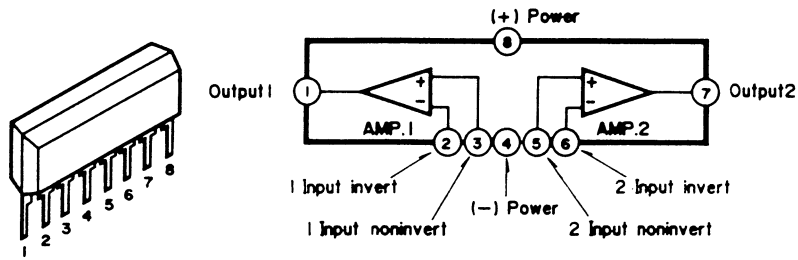 (+) Power
8
Output1
1
+
−
AMP.1
+
−
AMP.2
7
Output2
2 3 4 5 6
1 Input invert
2 Input invert
(−) Power
1 Input noninvert
2 Input noninvert
1 2 3 4 5 6 7 8